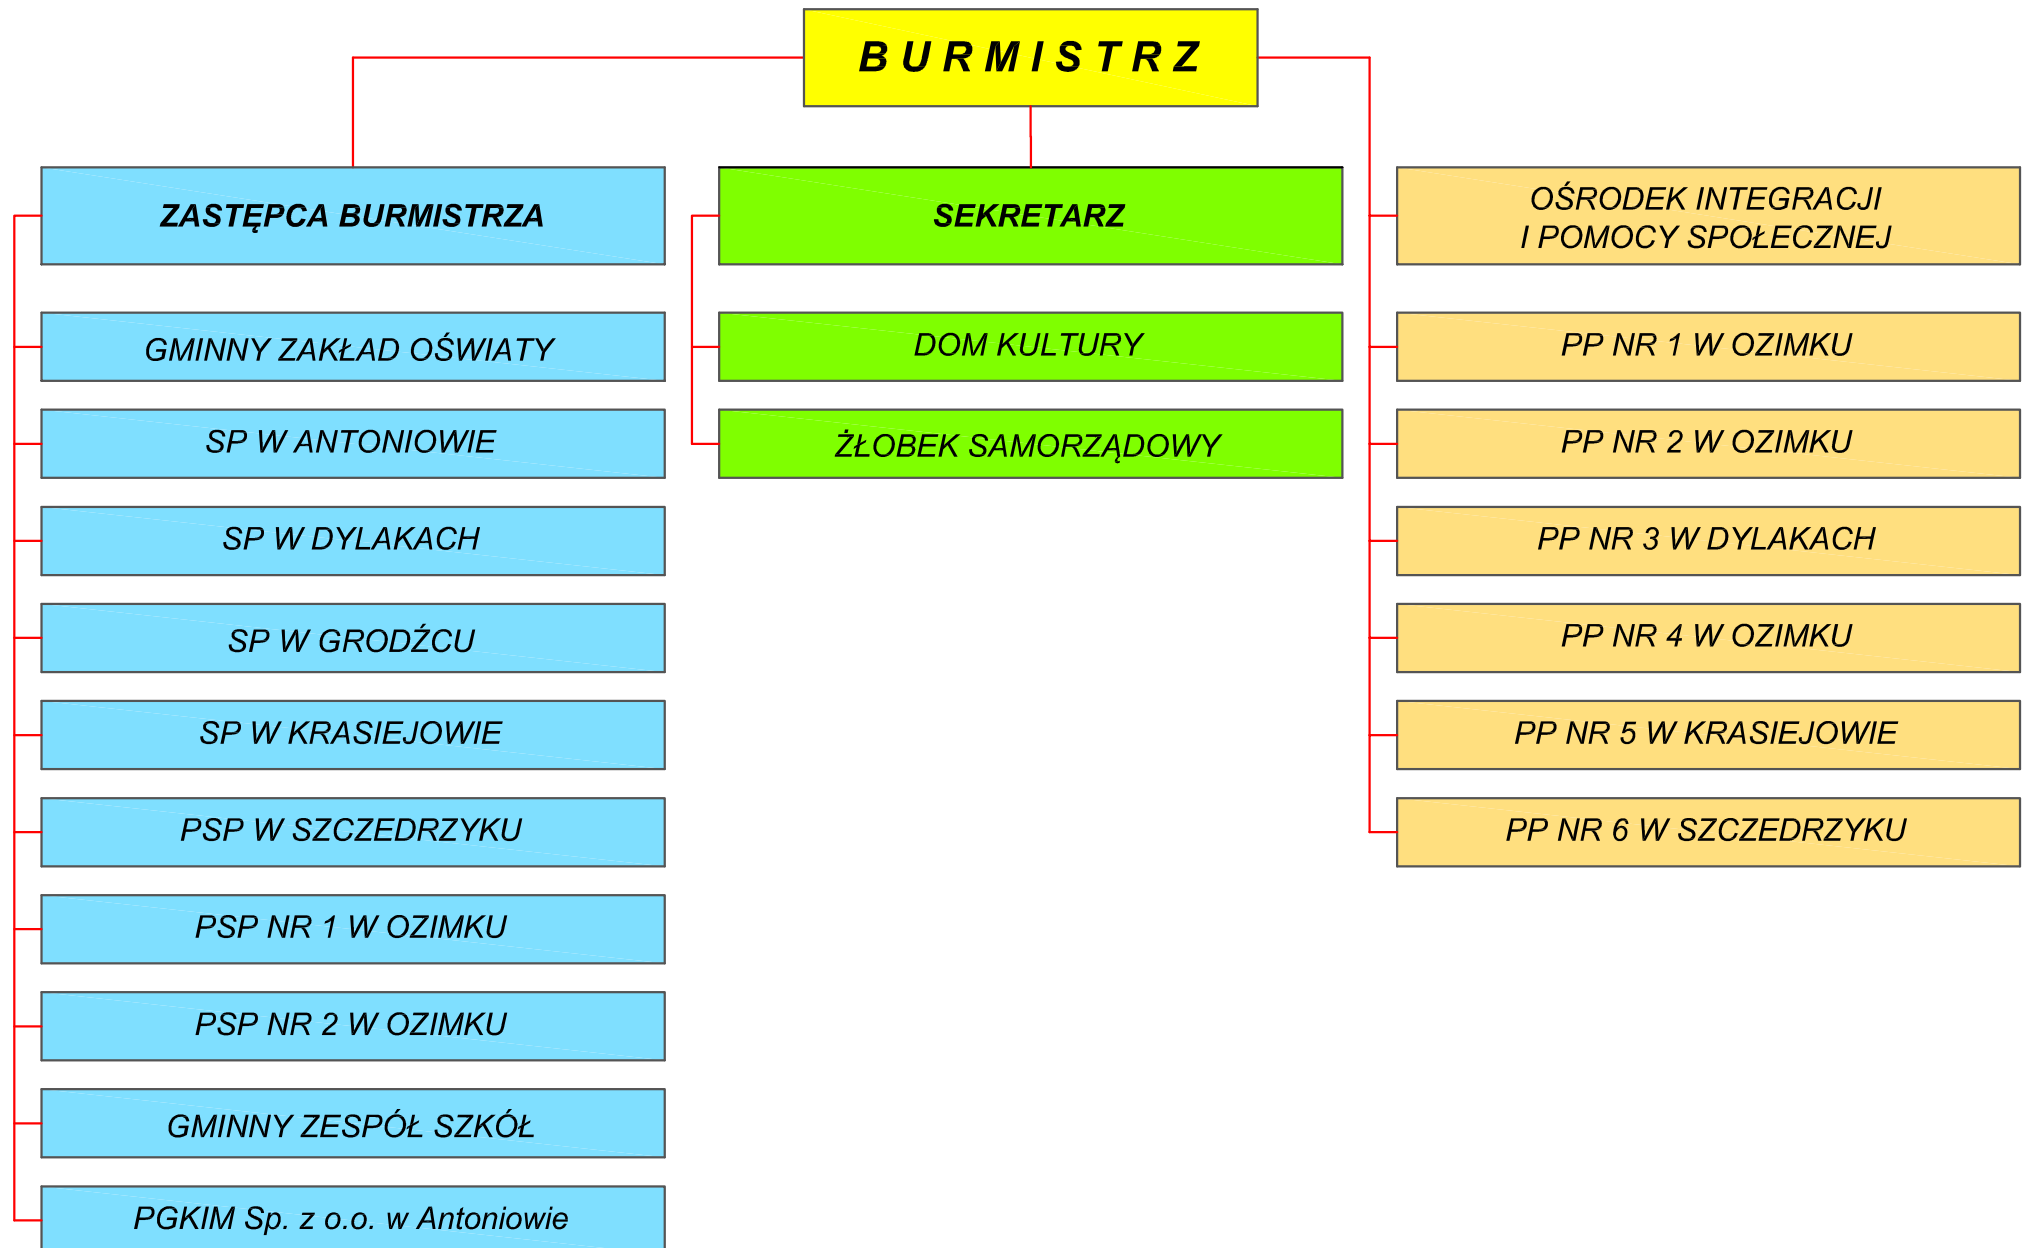 B U R M I S T R Z
ZASTĘPCA BURMISTRZA
GMINNY ZAKŁAD OŚWIATY
SP W ANTONIOWIE
SP W DYLAKACH
SP W GRODŹCU
SP W KRASIEJOWIE
PSP W SZCZEDRZYKU
PSP NR 1 W OZIMKU
PSP NR 2 W OZIMKU
GMINNY ZESPÓŁ SZKÓŁ
PGKIM Sp. z o.o. w Antoniowie
SEKRETARZ
DOM KULTURY
ŻŁOBEK SAMORZĄDOWY
OŚRODEK INTEGRACJI
I POMOCY SPOŁECZNEJ
PP NR 1 W OZIMKU
PP NR 2 W OZIMKU
PP NR 3 W DYLAKACH
PP NR 4 W OZIMKU
PP NR 5 W KRASIEJOWIE
PP NR 6 W SZCZEDRZYKU